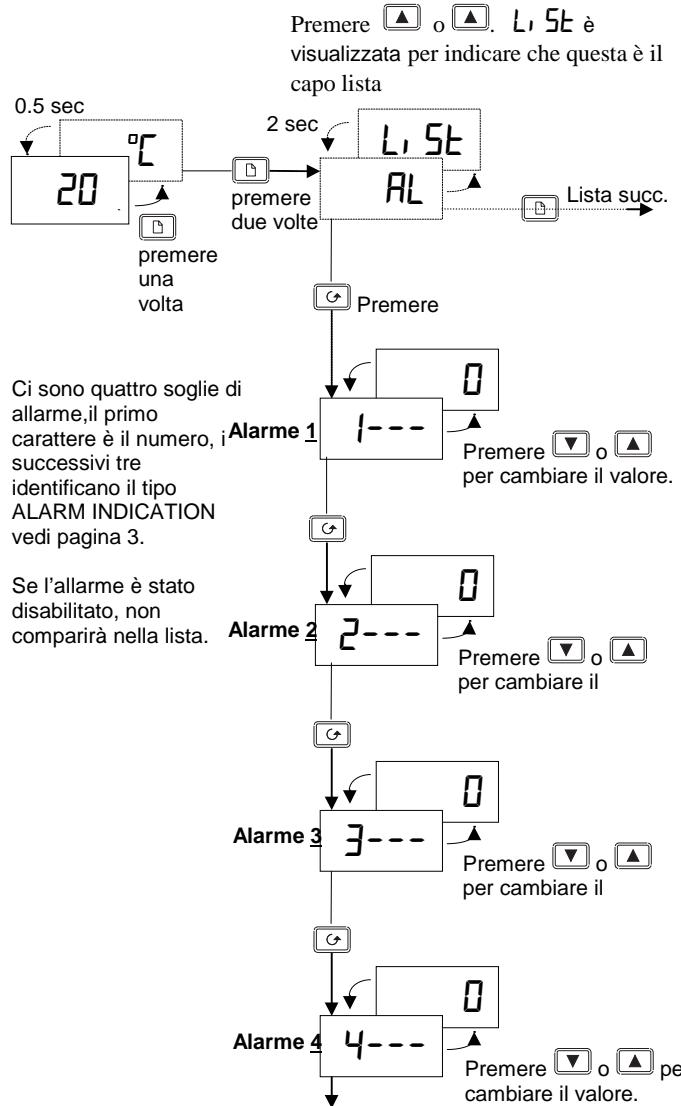 Premere ▲ o ▲. Li St è
visualizzata per indicare che questa è il
capo lista
0.5 sec
°C
20
premere
una
volta
premere
due volte
2 sec
Li St
AL
Lista succ.
Premere
Ci sono quattro soglie di
allarme,il primo
carattere è il numero, i
successivi tre
identificano il tipo
ALARM INDICATION
vedi pagina 3.
Se l'allarme è stato
disabilitato, non
comparirà nella lista.
Alarme 1
0
1---
Premere ▼ o ▲
per cambiare il valore.
Alarme 2
0
2---
Premere ▼ o ▲
per cambiare il
Alarme 3
0
3---
Premere ▼ o ▲
per cambiare il
Alarme 4
0
4---
Premere ▼ o ▲ pe
cambiare il valore.